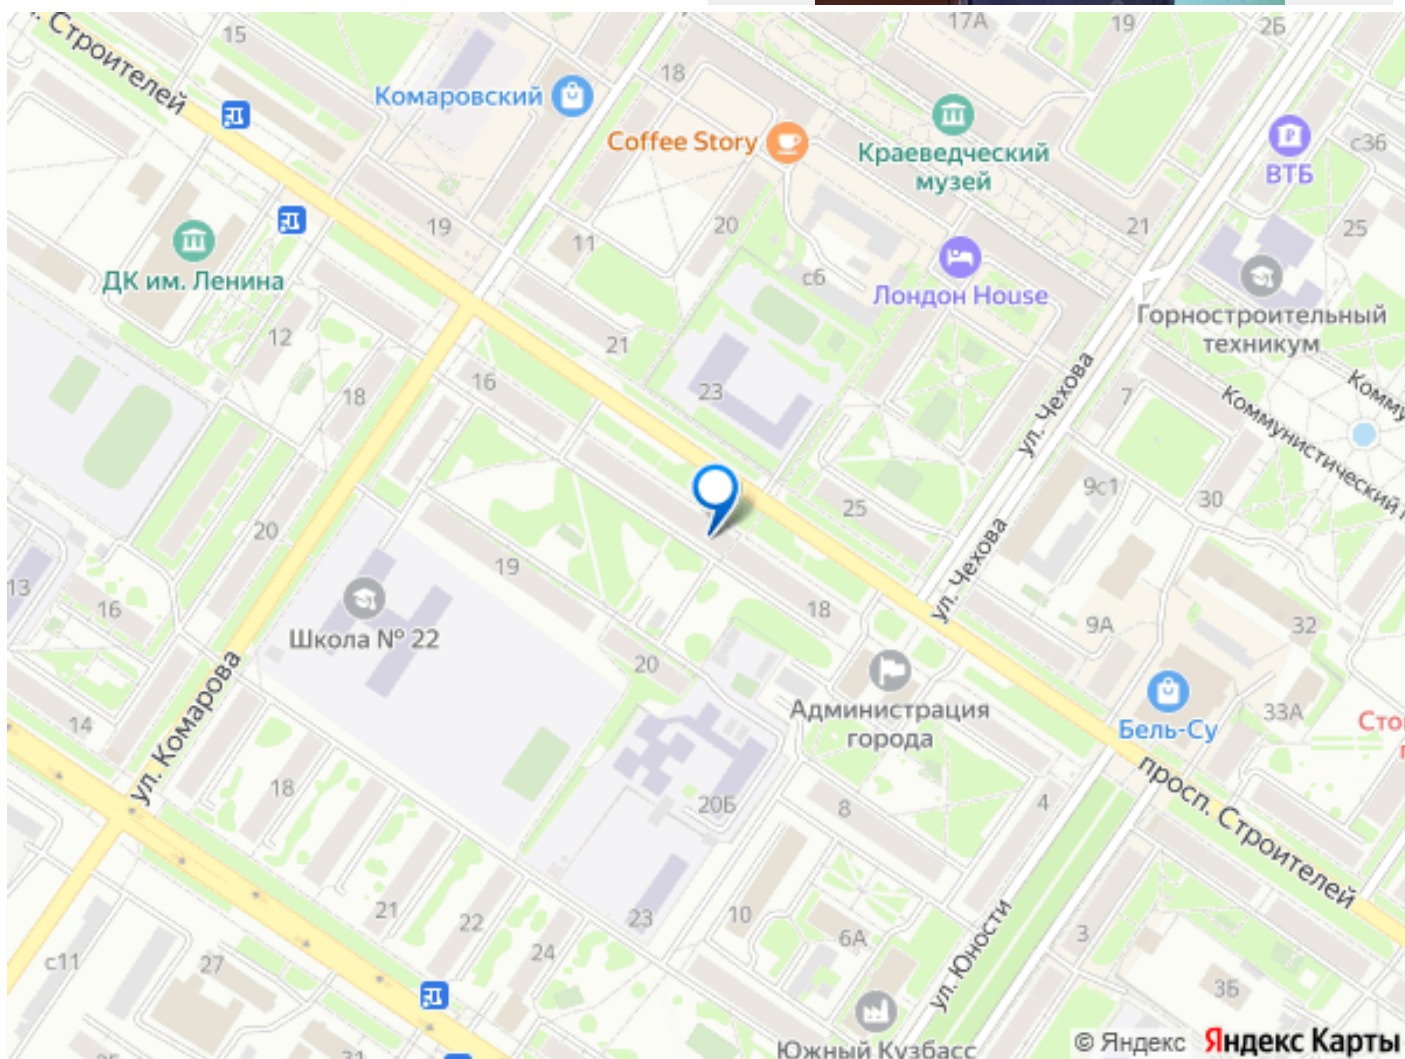 17А
19
2Б
15
просп. Строителей
18
Комаровский
Coffee Story
Краеведческий
музей
ВТБ
с36
19
11
20
21
25
ДК им. Ленина
с6
Лондон House
Горностроительный
техникум
12
21
16
18
23
7
ул. Чехова
Коммунистический
9с1
30
25
20
19
13
16
Школа № 22
ул. Чехова
18
9А
32
20
Администрация
города
Бель-Су
33А
14
ул. Комарова
18
20Б
8
4
просп. Строителей
21
22
23
10
24
6А
ул. Юности
3
с11
27
3Б
31
Южный Кузбасс
© Яндекс Яндекс Карты